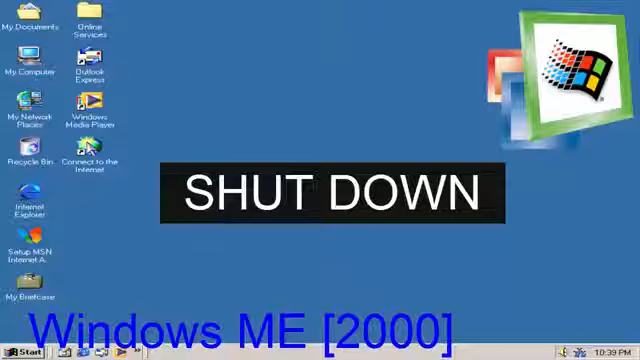 My Documents
Online
Services
My Computer
Outlook
Express
My Network
Places
Windows
Media Player
Recycle Bin
Connect to the
Internet
SHUT DOWN
Internet
Explorer
Setup MSN
Internet A...
My Briefcase
Windows ME [2000]
Start
10:39 PM